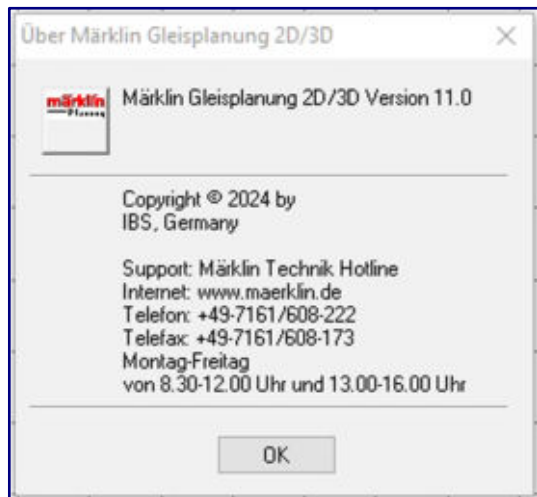 Über Märklin Gleisplanung 2D/3D
märklin
Planung
Märklin Gleisplanung 2D/3D Version 11.0
Copyright © 2024 by
IBS, Germany
Support: Märklin Technik Hotline
Internet: www.maerklin.de
Telefon: +49-7161/608-222
Telefax: +49-7161/608-173
Montag-Freitag
von 8.30-12.00 Uhr und 13.00-16.00 Uhr
OK